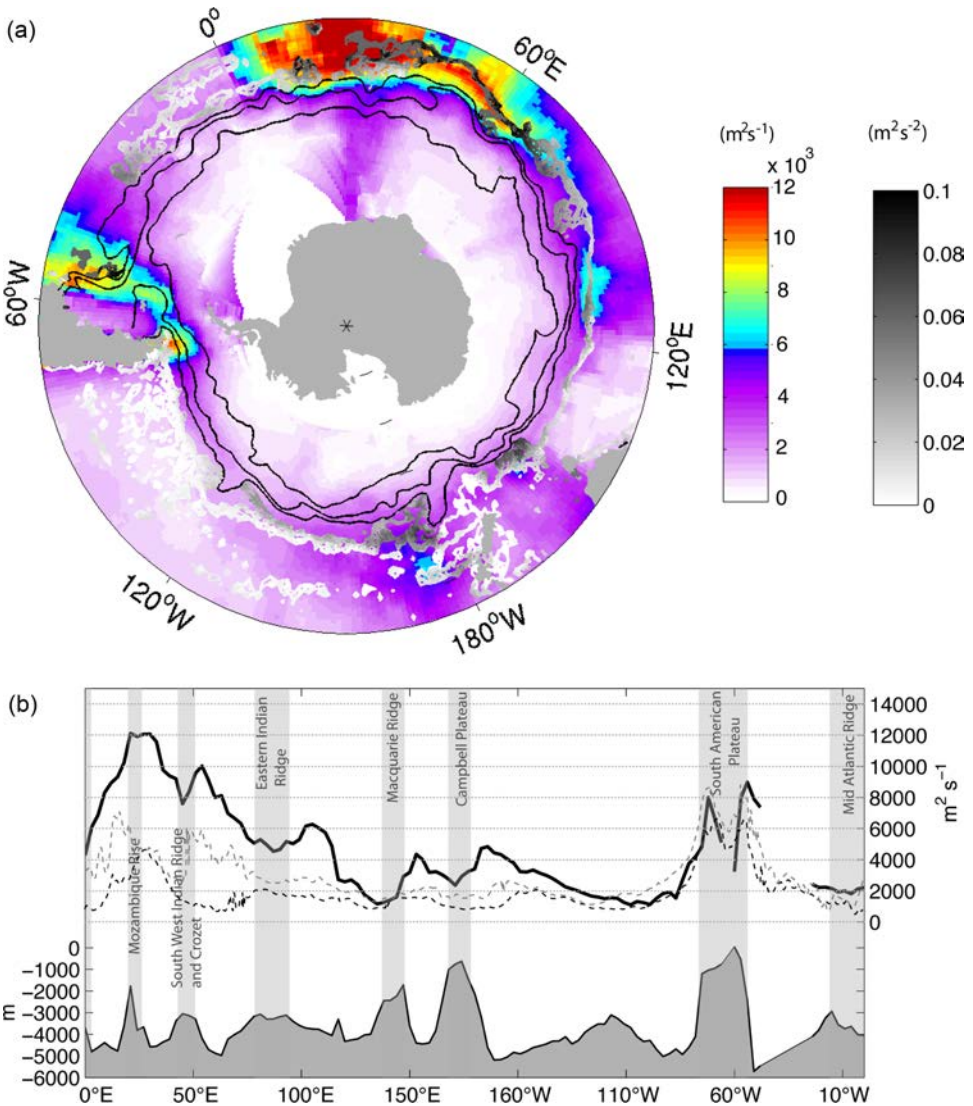 (a)
0°
60°E
120°E
180°W
120°W
60°W
(m²s⁻¹)
x 10³
12
10
8
6
4
2
0
(m²s⁻²)
0.1
0.08
0.06
0.04
0.02
0
(b)
Mozambique Rise
South West Indian Ridge
and Crozet
Eastern Indian
Ridge
Macquarie Ridge
Campbell Plateau
South American
Plateau
Mid Atlantic Ridge
14000
12000
10000
8000
6000
4000
2000
0
m² s⁻¹
0
-1000
-2000
-3000
-4000
-5000
-6000
m
0°E
50°E
100°E
150°E
160°W
110°W
60°W
10°W